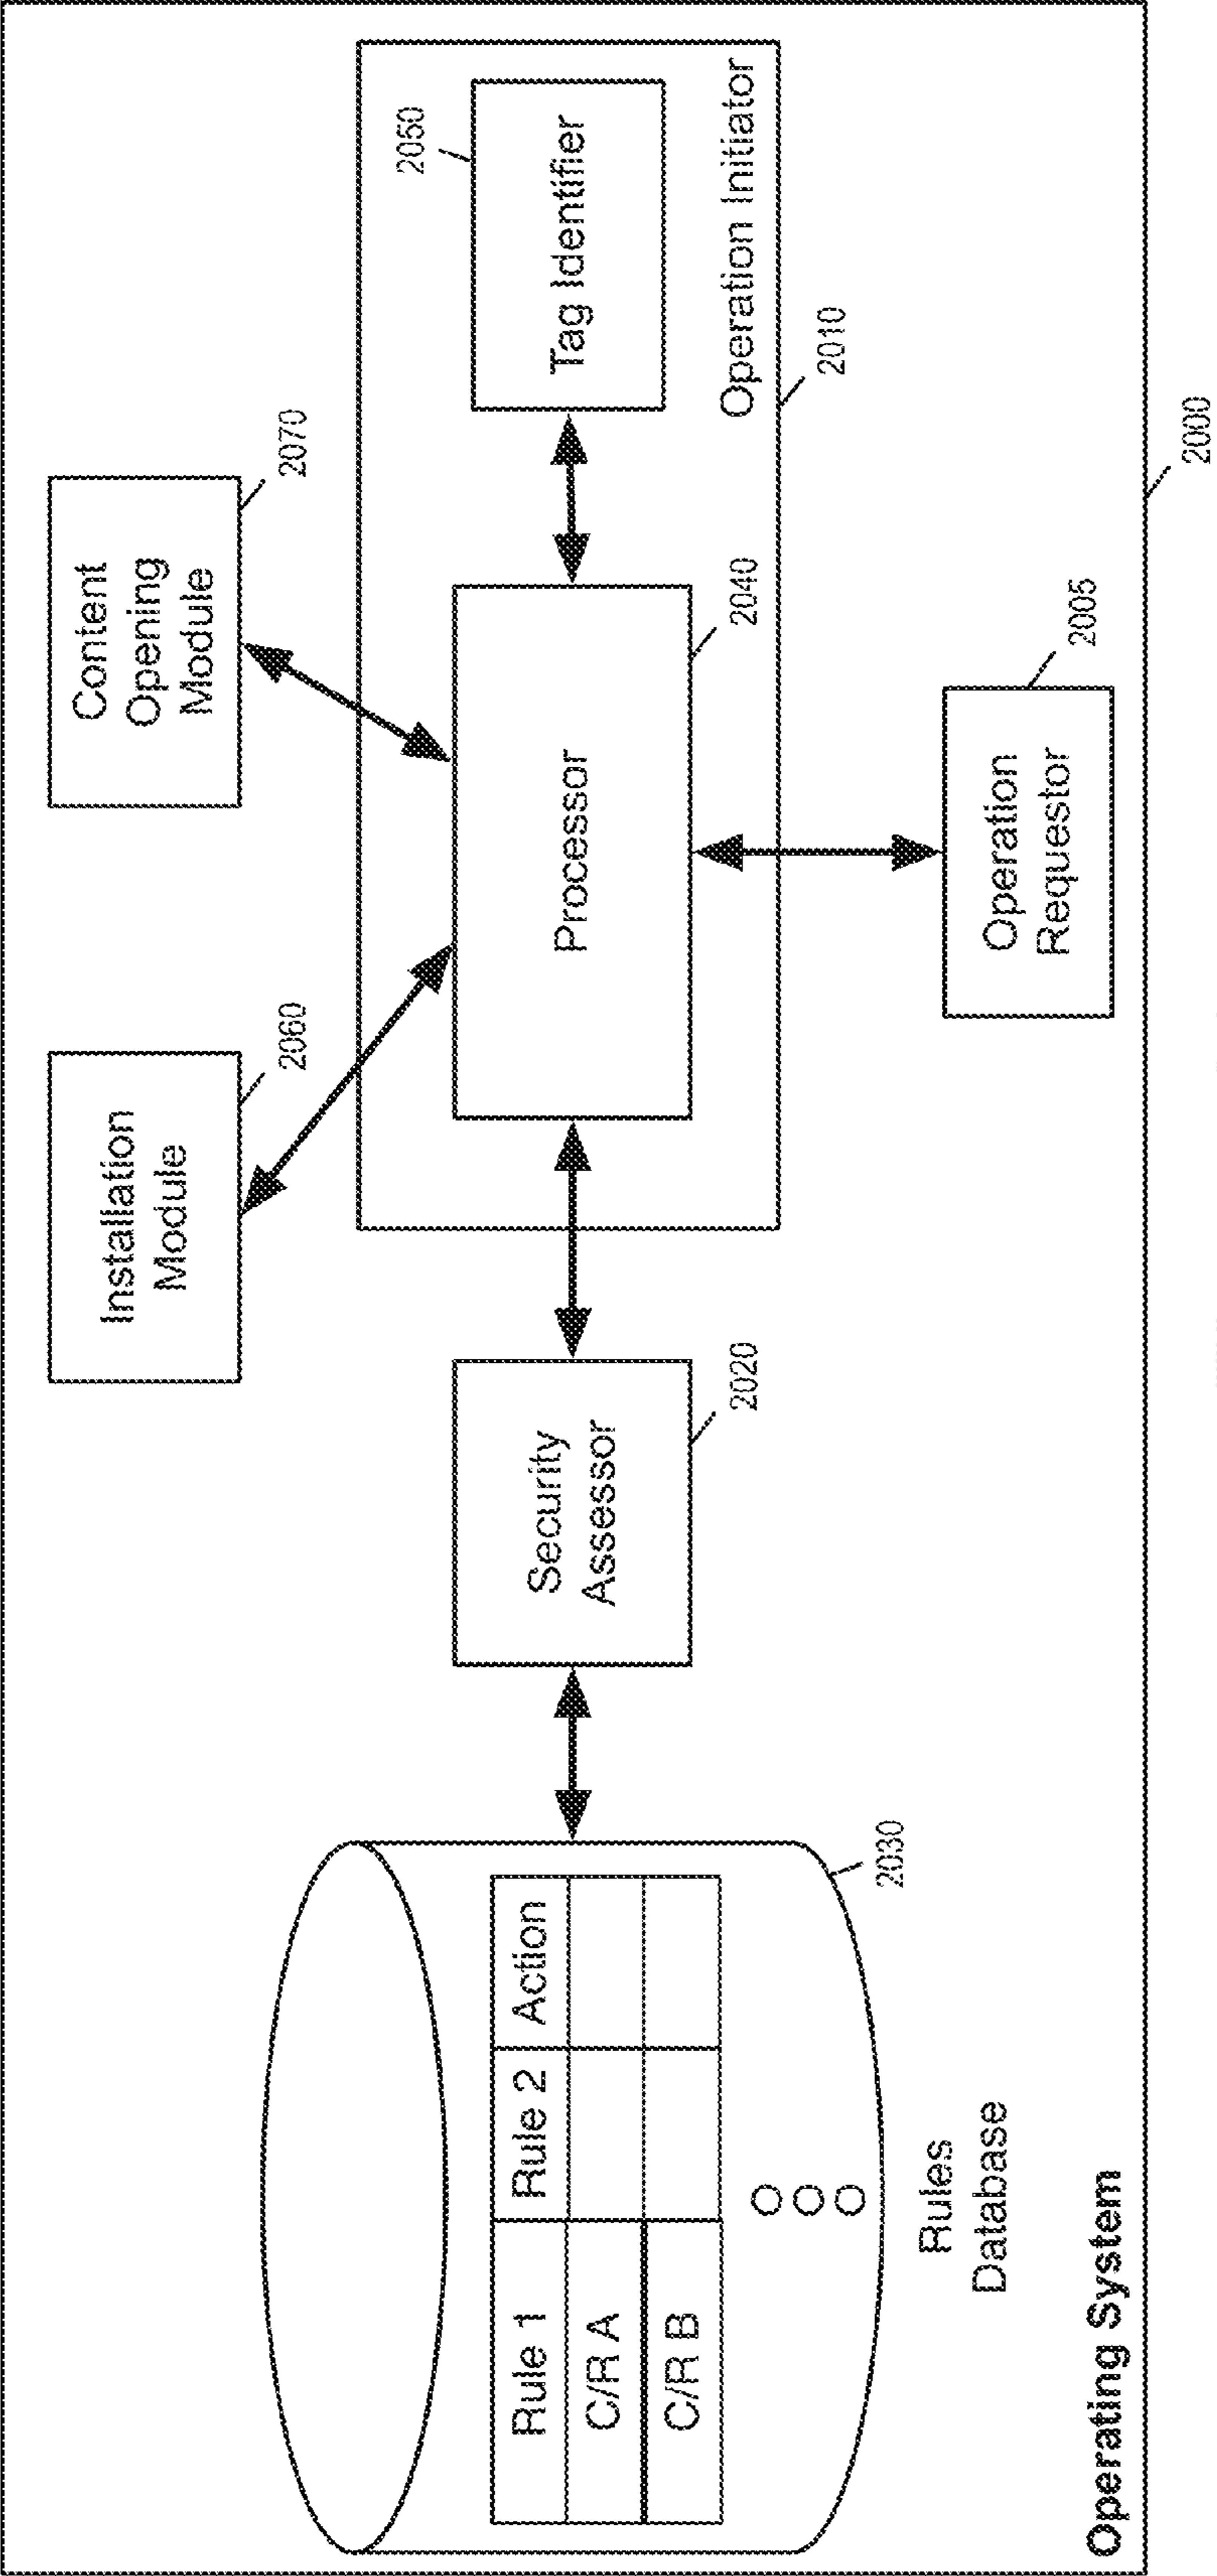 Installation
Module
2060
Content
Opening
Module
2070
Rule 1
Rule 2
Action
C/R A
C/R B
2030
Rules
Database
Security
Assessor
2020
Processor
2040
Tag Identifier
2050
Operation Initiator
2010
Operation
Requestor
2005
Operating System
2000